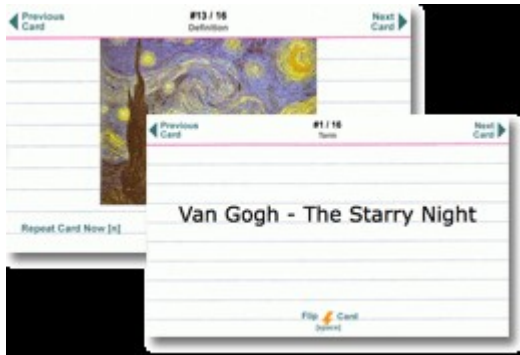 Previous Card
#13 / 16
Definition
Next Card
Repeat Card Now [n]
Previous Card
#1 / 16
Term
Next Card
Van Gogh - The Starry Night
Flip Card
[space]